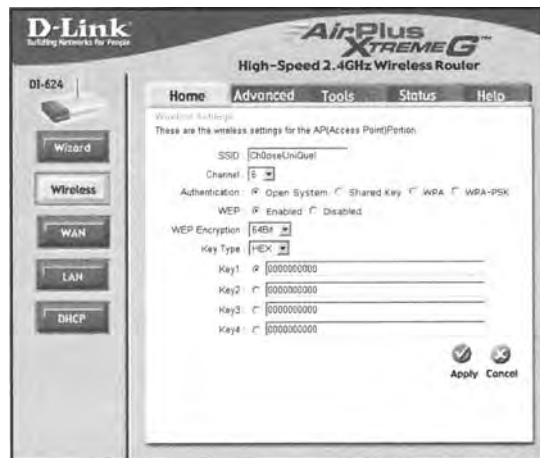 D-Link
Building Networks for People
AirPlus
XTREME G™
High-Speed 2.4GHz Wireless Router
DI-624
Home Advanced Tools Status Help
Wizard
Wireless
WAN
LAN
DHCP
Wireless Settings
These are the wireless settings for the AP(Access Point)Portion.
SSID : Ch0oseUniQue!
Channel : 6
Authentication : Open System Shared Key WPA WPA-PSK
WEP : Enabled Disabled
WEP Encryption : 64Bit
Key Type : HEX
Key1 : 0000000000
Key2 : 0000000000
Key3 : 0000000000
Key4 : 0000000000
Apply Cancel